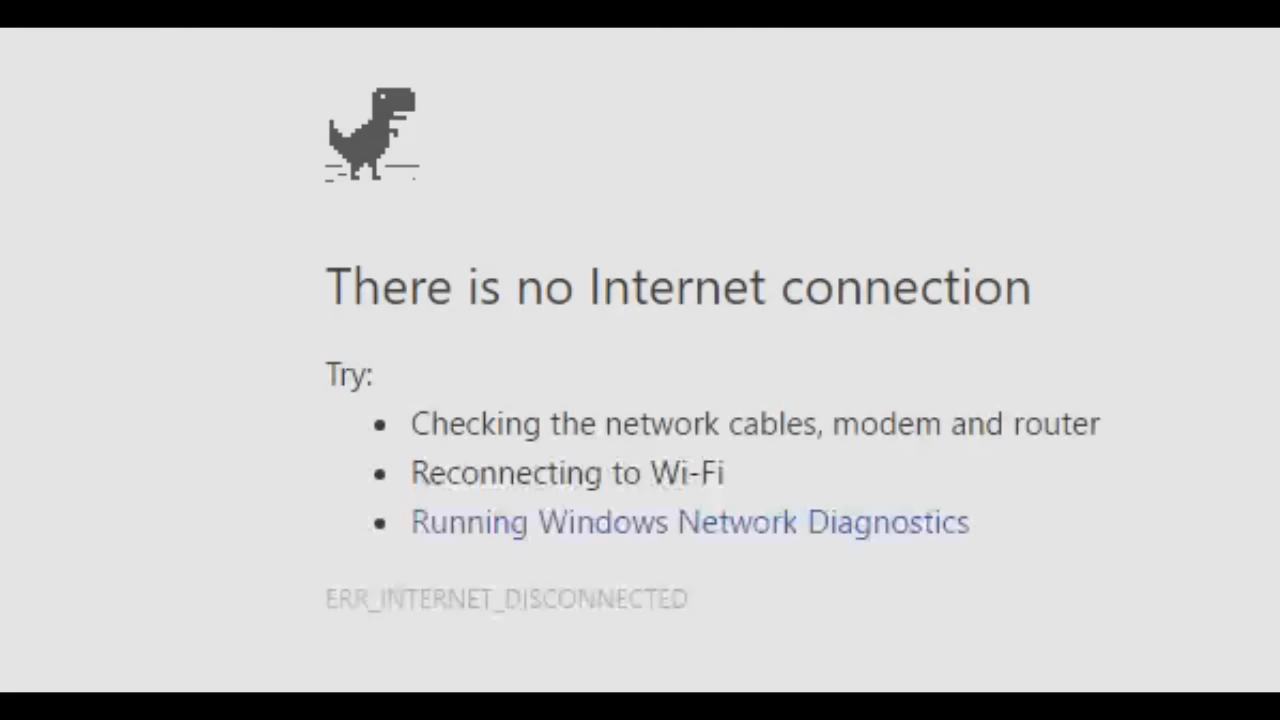 There is no Internet connection
Try:
Checking the network cables, modem and router
Reconnecting to Wi-Fi
Running Windows Network Diagnostics
ERR_INTERNET_DISCONNECTED